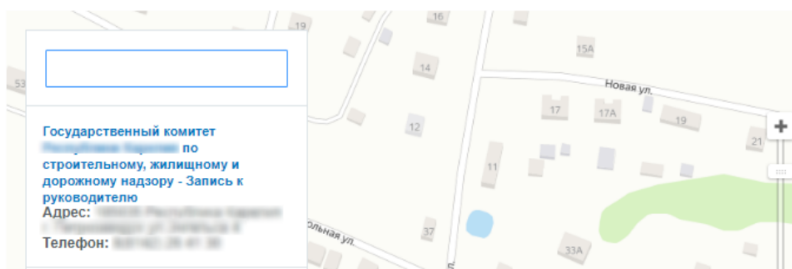 19
16
15А
53
14
Новая ул.
17
17А
19
12
21
Государственный комитет
по
строительному, жилищному и
дорожному надзору - Запись к
руководителю
Адрес:
Телефон:
11
37
ольная ул.
33А